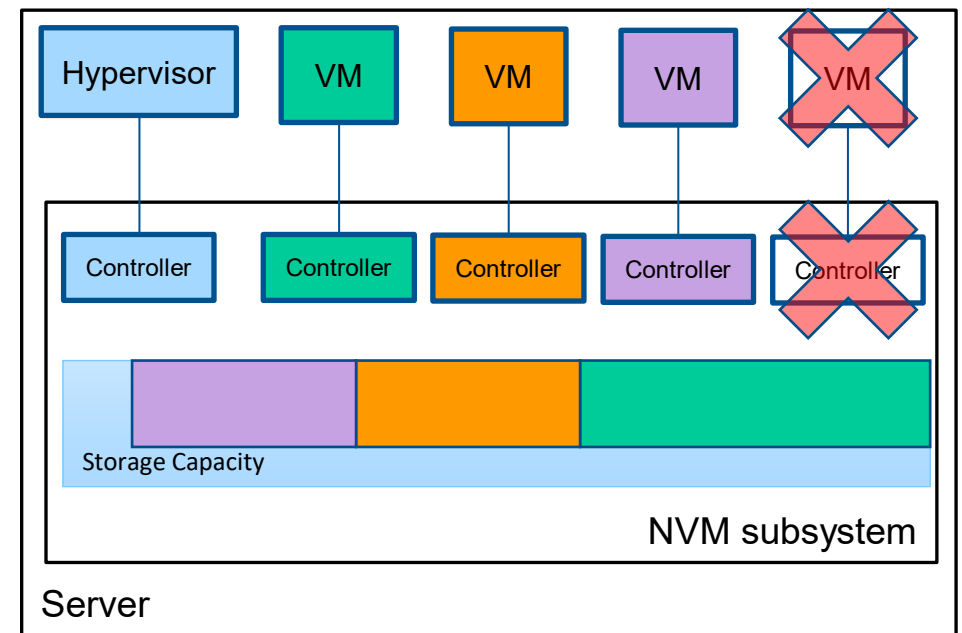 Hypervisor
VM
VM
VM
VM
Controller
Controller
Controller
Controller
Controller
Storage Capacity
NVM subsystem
Server